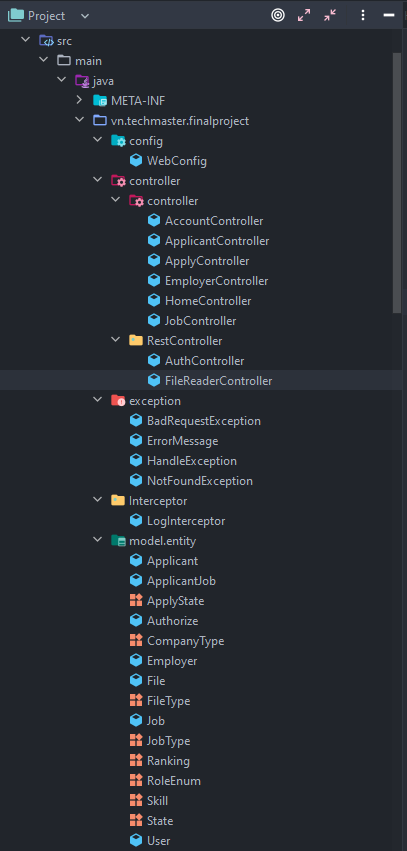 Project
src
main
java
META-INF
vn.techmaster.finalproject
config
WebConfig
controller
controller
AccountController
ApplicantController
ApplyController
EmployerController
HomeController
JobController
RestController
AuthController
FileReaderController
exception
BadRequestException
ErrorMessage
HandleException
NotFoundException
Interceptor
LogInterceptor
model.entity
Applicant
ApplicantJob
ApplyState
Authorize
CompanyType
Employer
File
FileType
Job
JobType
Ranking
RoleEnum
Skill
State
User